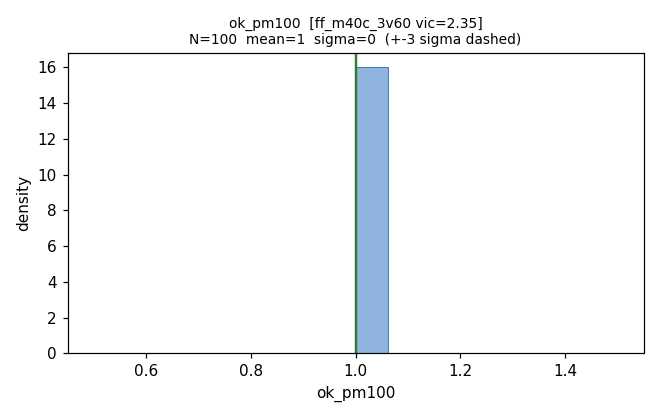 ok_pm100  [ff_m40c_3v60 vic=2.35]
N=100  mean=1  sigma=0  (+-3 sigma dashed)
16
14
12
10
8
6
4
2
0
density
0.6 0.8 1.0 1.2 1.4
ok_pm100